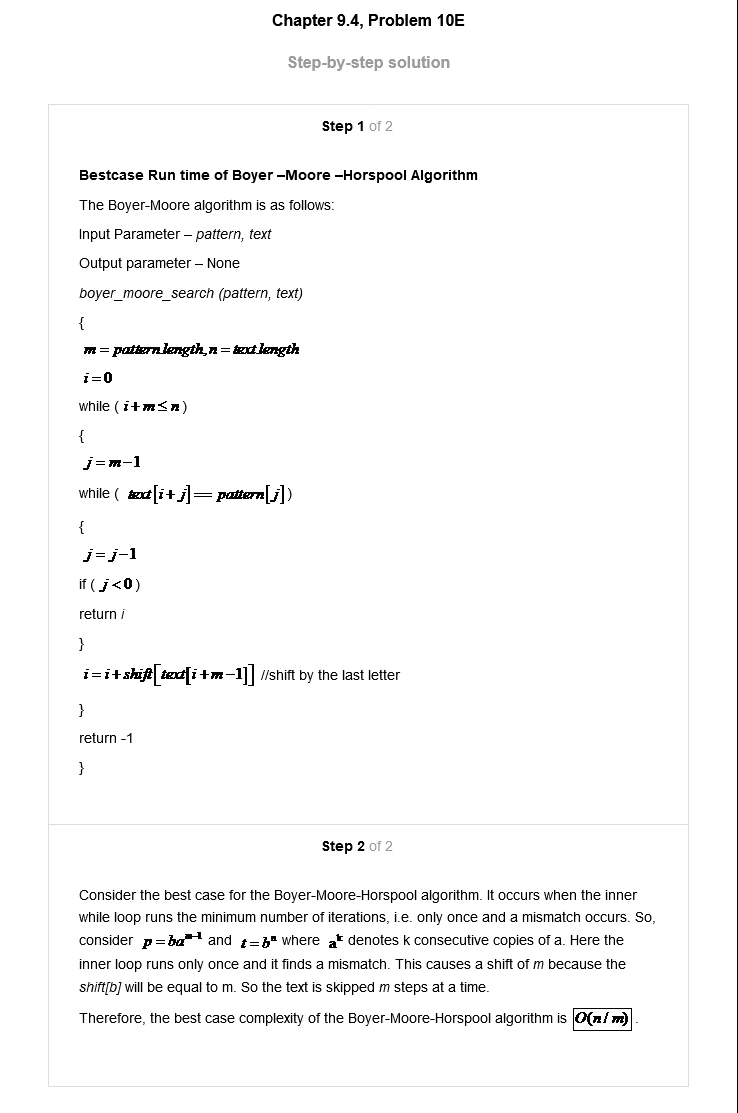 Chapter 9.4, Problem 10E
Step-by-step solution
Step 1 of 2
Bestcase Run time of Boyer –Moore –Horspool Algorithm
The Boyer-Moore algorithm is as follows:
Input Parameter – pattern, text
Output parameter – None
boyer_moore_search (pattern, text)
{
m = pattern.length, n = text.length
i = 0
while ( i + m ≤ n )
{
j = m − 1
while ( text[i + j] == pattern[j] )
{
j = j − 1
if ( j < 0 )
return i
}
i = i + shift[text[i + m − 1]] //shift by the last letter
}
return -1
}
Step 2 of 2
Consider the best case for the Boyer-Moore-Horspool algorithm. It occurs when the inner
while loop runs the minimum number of iterations, i.e. only once and a mismatch occurs. So,
consider p = ba^{m−1} and t = b^n where a^k denotes k consecutive copies of a. Here the
inner loop runs only once and it finds a mismatch. This causes a shift of m because the
shift[b] will be equal to m. So the text is skipped m steps at a time.
Therefore, the best case complexity of the Boyer-Moore-Horspool algorithm is O(n / m) .